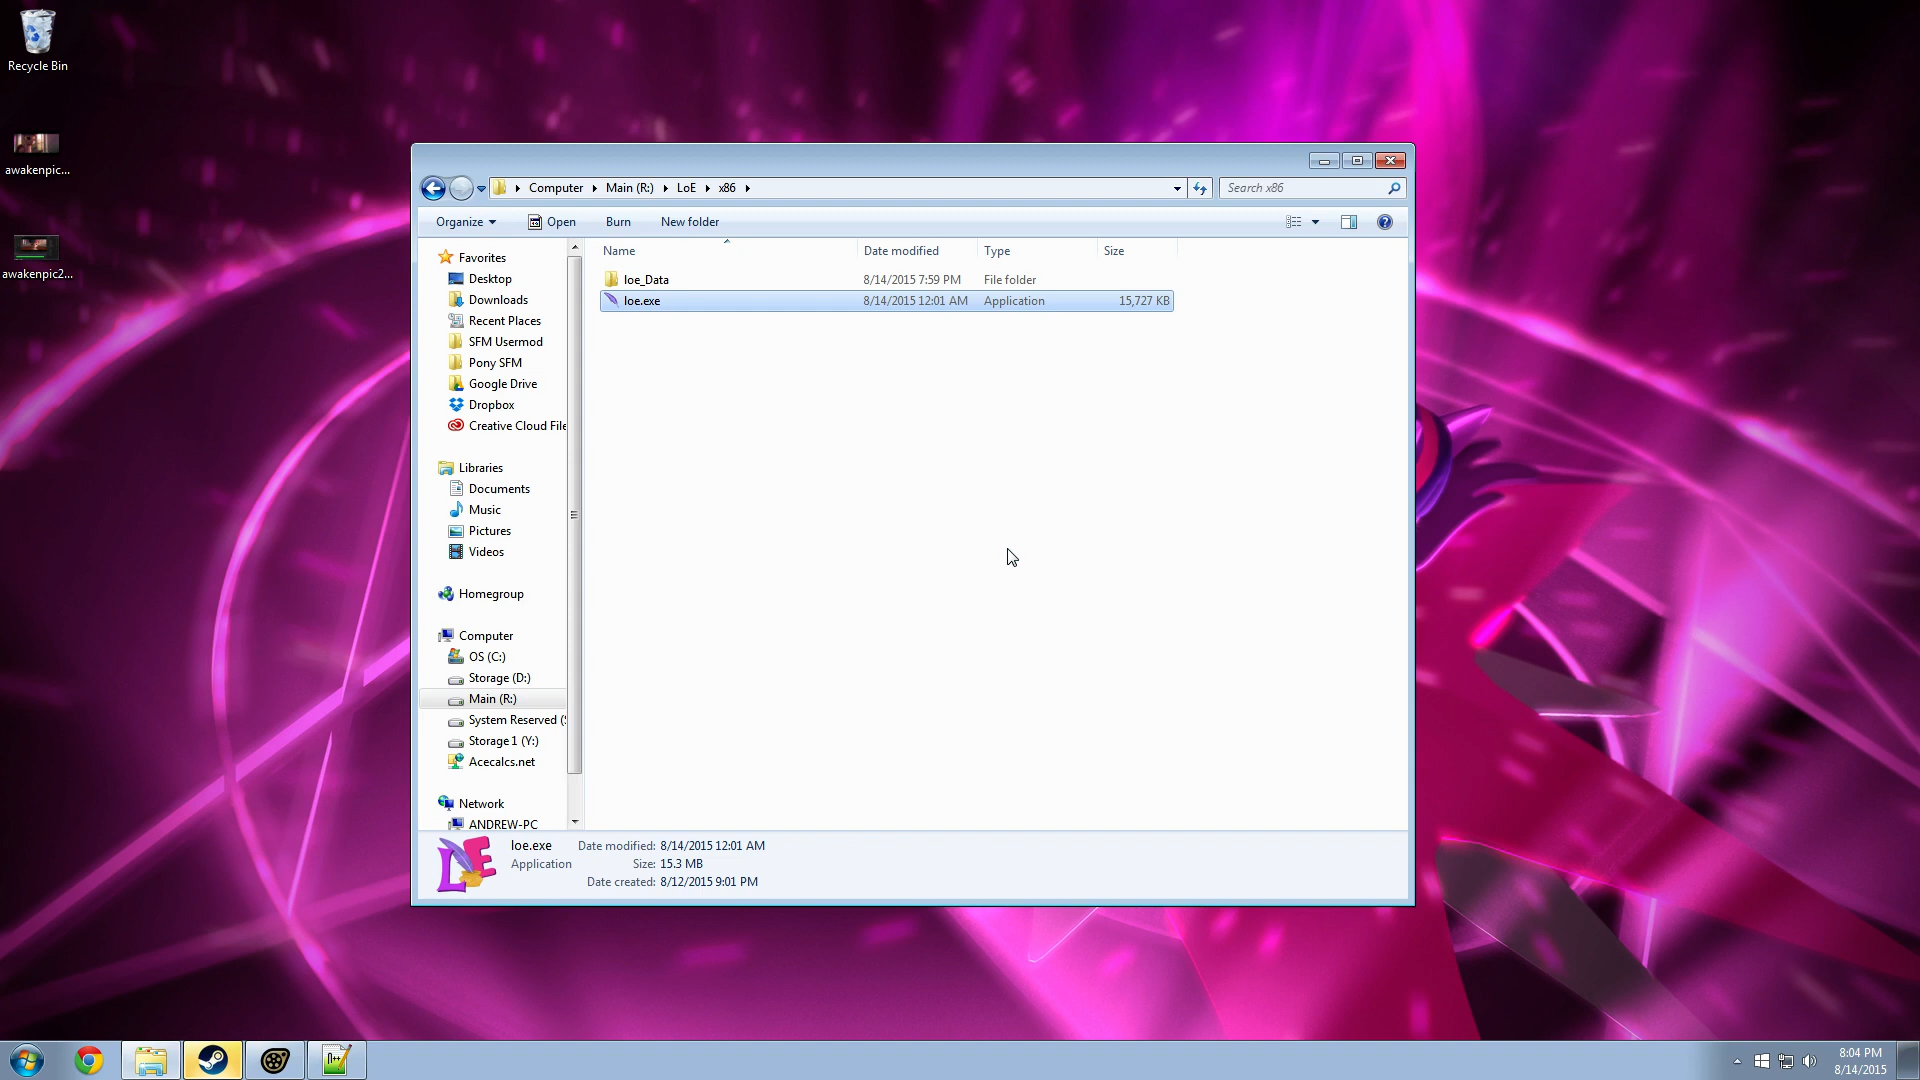 Recycle Bin
awakenpic...
awakenpic2...
Computer Main (R:) LoE x86
Search x86
Organize Open Burn New folder
Name Date modified Type Size
loe_Data 8/14/2015 7:59 PM File folder
loe.exe 8/14/2015 12:01 AM Application 15,727 KB
Favorites
Desktop
Downloads
Recent Places
SFM Usermod
Pony SFM
Google Drive
Dropbox
Creative Cloud File
Libraries
Documents
Music
Pictures
Videos
Homegroup
Computer
OS (C:)
Storage (D:)
Main (R:)
System Reserved (S
Storage 1 (Y:)
Acecalcs.net
Network
ANDREW-PC
loe.exe Date modified: 8/14/2015 12:01 AM
Application Size: 15.3 MB
Date created: 8/12/2015 9:01 PM
8:04 PM
8/14/2015